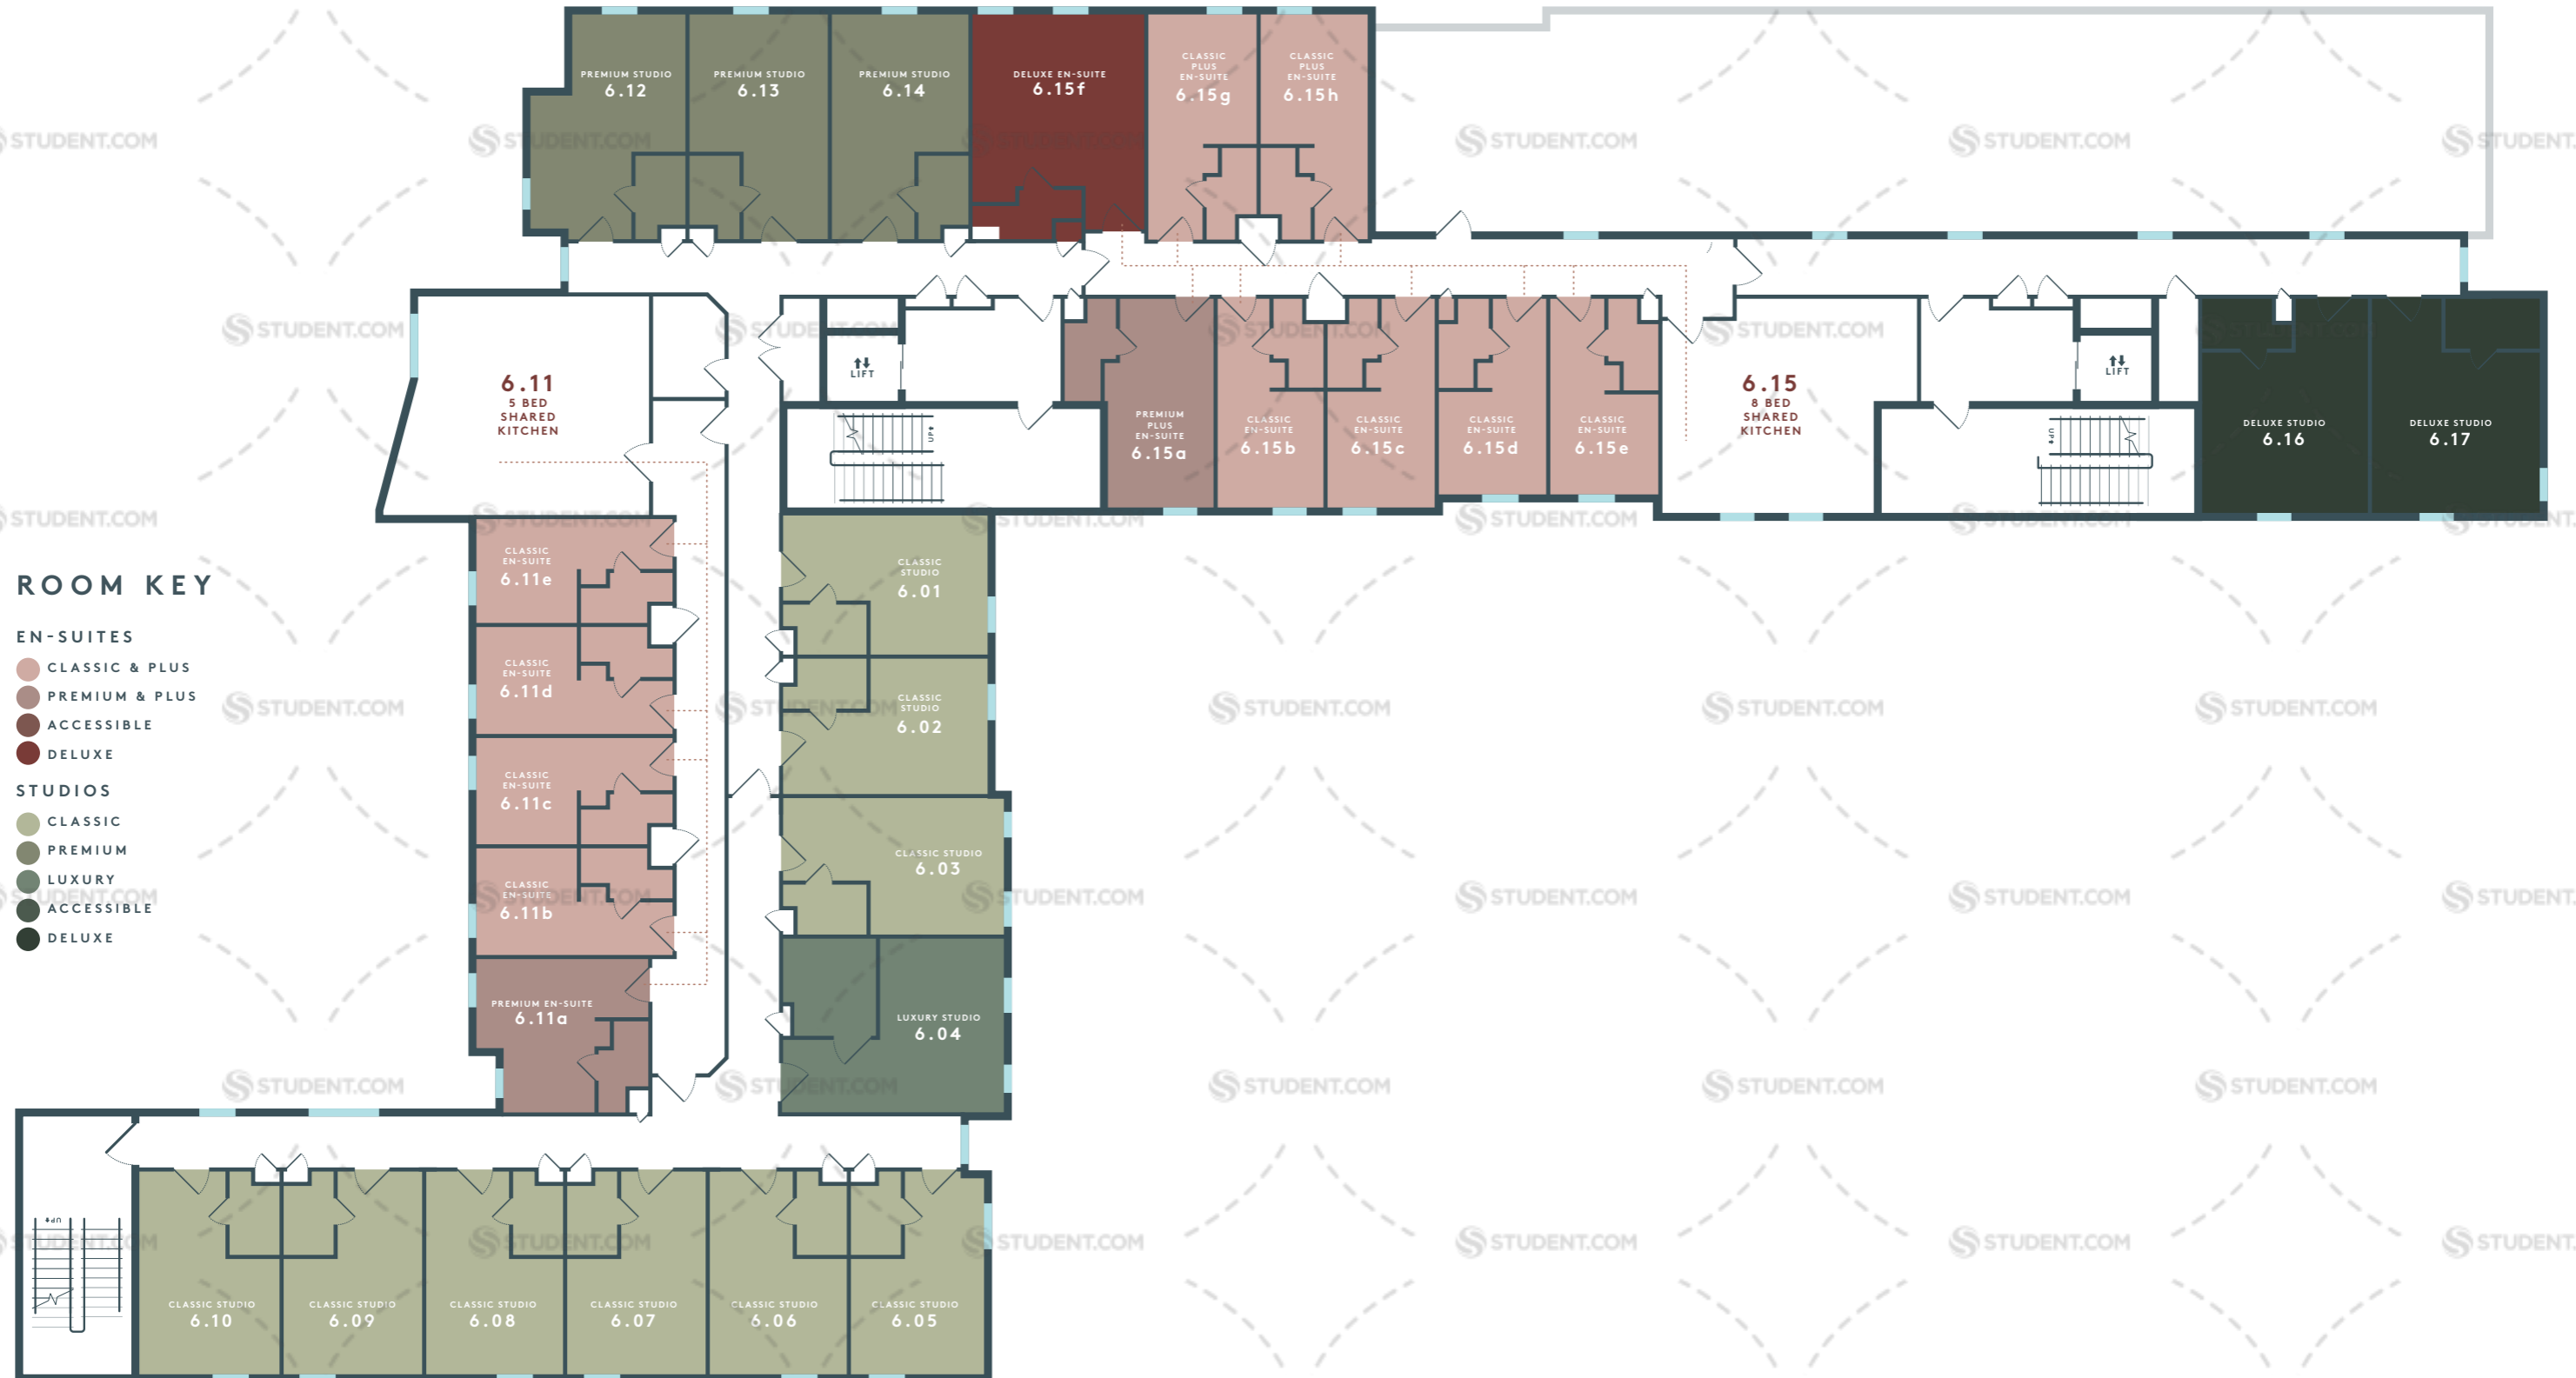 PREMIUM STUDIO
6.12
PREMIUM STUDIO
6.13
PREMIUM STUDIO
6.14
DELUXE EN-SUITE
6.15f
CLASSIC
PLUS
EN-SUITE
6.15g
CLASSIC
PLUS
EN-SUITE
6.15h
6.11
5 BED
SHARED
KITCHEN
LIFT
UP
PREMIUM
PLUS
EN-SUITE
6.15a
CLASSIC
EN-SUITE
6.15b
CLASSIC
EN-SUITE
6.15c
CLASSIC
EN-SUITE
6.15d
CLASSIC
EN-SUITE
6.15e
6.15
8 BED
SHARED
KITCHEN
LIFT
UP
DELUXE STUDIO
6.16
DELUXE STUDIO
6.17
CLASSIC
EN-SUITE
6.11e
CLASSIC
EN-SUITE
6.11d
CLASSIC
EN-SUITE
6.11c
CLASSIC
EN-SUITE
6.11b
PREMIUM EN-SUITE
6.11a
CLASSIC
STUDIO
6.01
CLASSIC
STUDIO
6.02
CLASSIC STUDIO
6.03
LUXURY STUDIO
6.04
ROOM KEY
EN-SUITES
CLASSIC & PLUS
PREMIUM & PLUS
ACCESSIBLE
DELUXE
STUDIOS
CLASSIC
PREMIUM
LUXURY
ACCESSIBLE
DELUXE
UP
CLASSIC STUDIO
6.10
CLASSIC STUDIO
6.09
CLASSIC STUDIO
6.08
CLASSIC STUDIO
6.07
CLASSIC STUDIO
6.06
CLASSIC STUDIO
6.05
STUDENT.COM